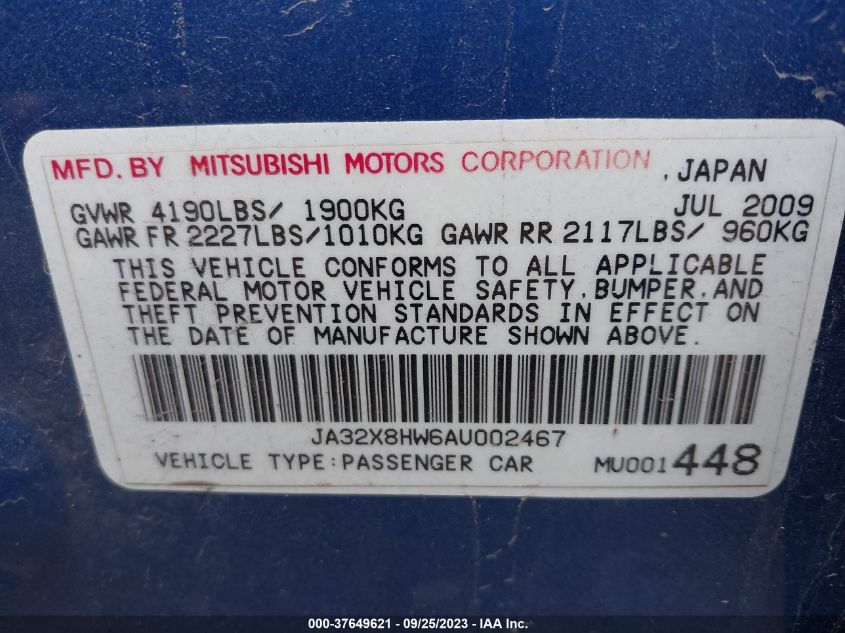 MFD. BY MITSUBISHI MOTORS CORPORATION , JAPAN
GVWR 4190LBS/ 1900KG JUL 2009
GAWR FR 2227LBS/1010KG GAWR RR 2117LBS/ 960KG
THIS VEHICLE CONFORMS TO ALL APPLICABLE
FEDERAL MOTOR VEHICLE SAFETY, BUMPER, AND
THEFT PREVENTION STANDARDS IN EFFECT ON
THE DATE OF MANUFACTURE SHOWN ABOVE.
JA32X8HW6AU002467
VEHICLE TYPE:PASSENGER CAR MU001448
000-37649621 / 09/25/2023 - IAA Inc.